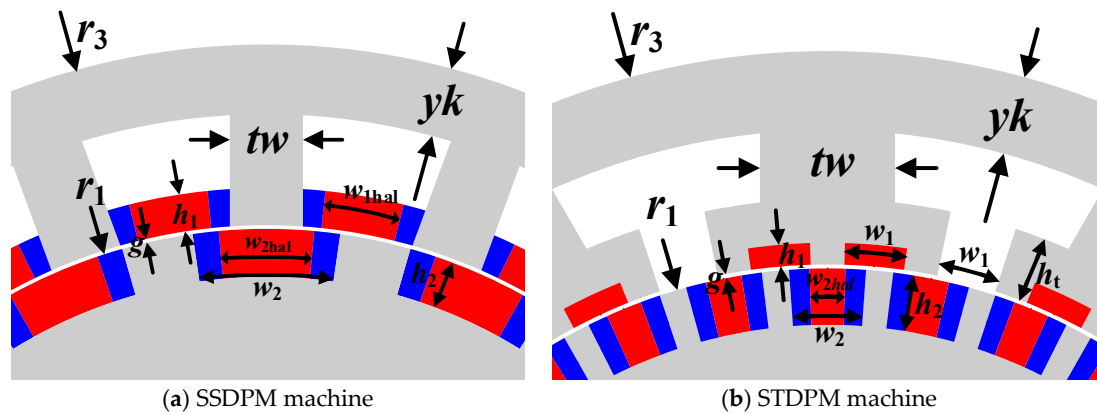 r3
yk
tw
r1
w1hal
h1
g
w2hal
h2
w2
(a) SSDPM machine
r3
yk
tw
r1
w1
h1
w1
g
ht
w2hal
h2
w2
(b) STDPM machine